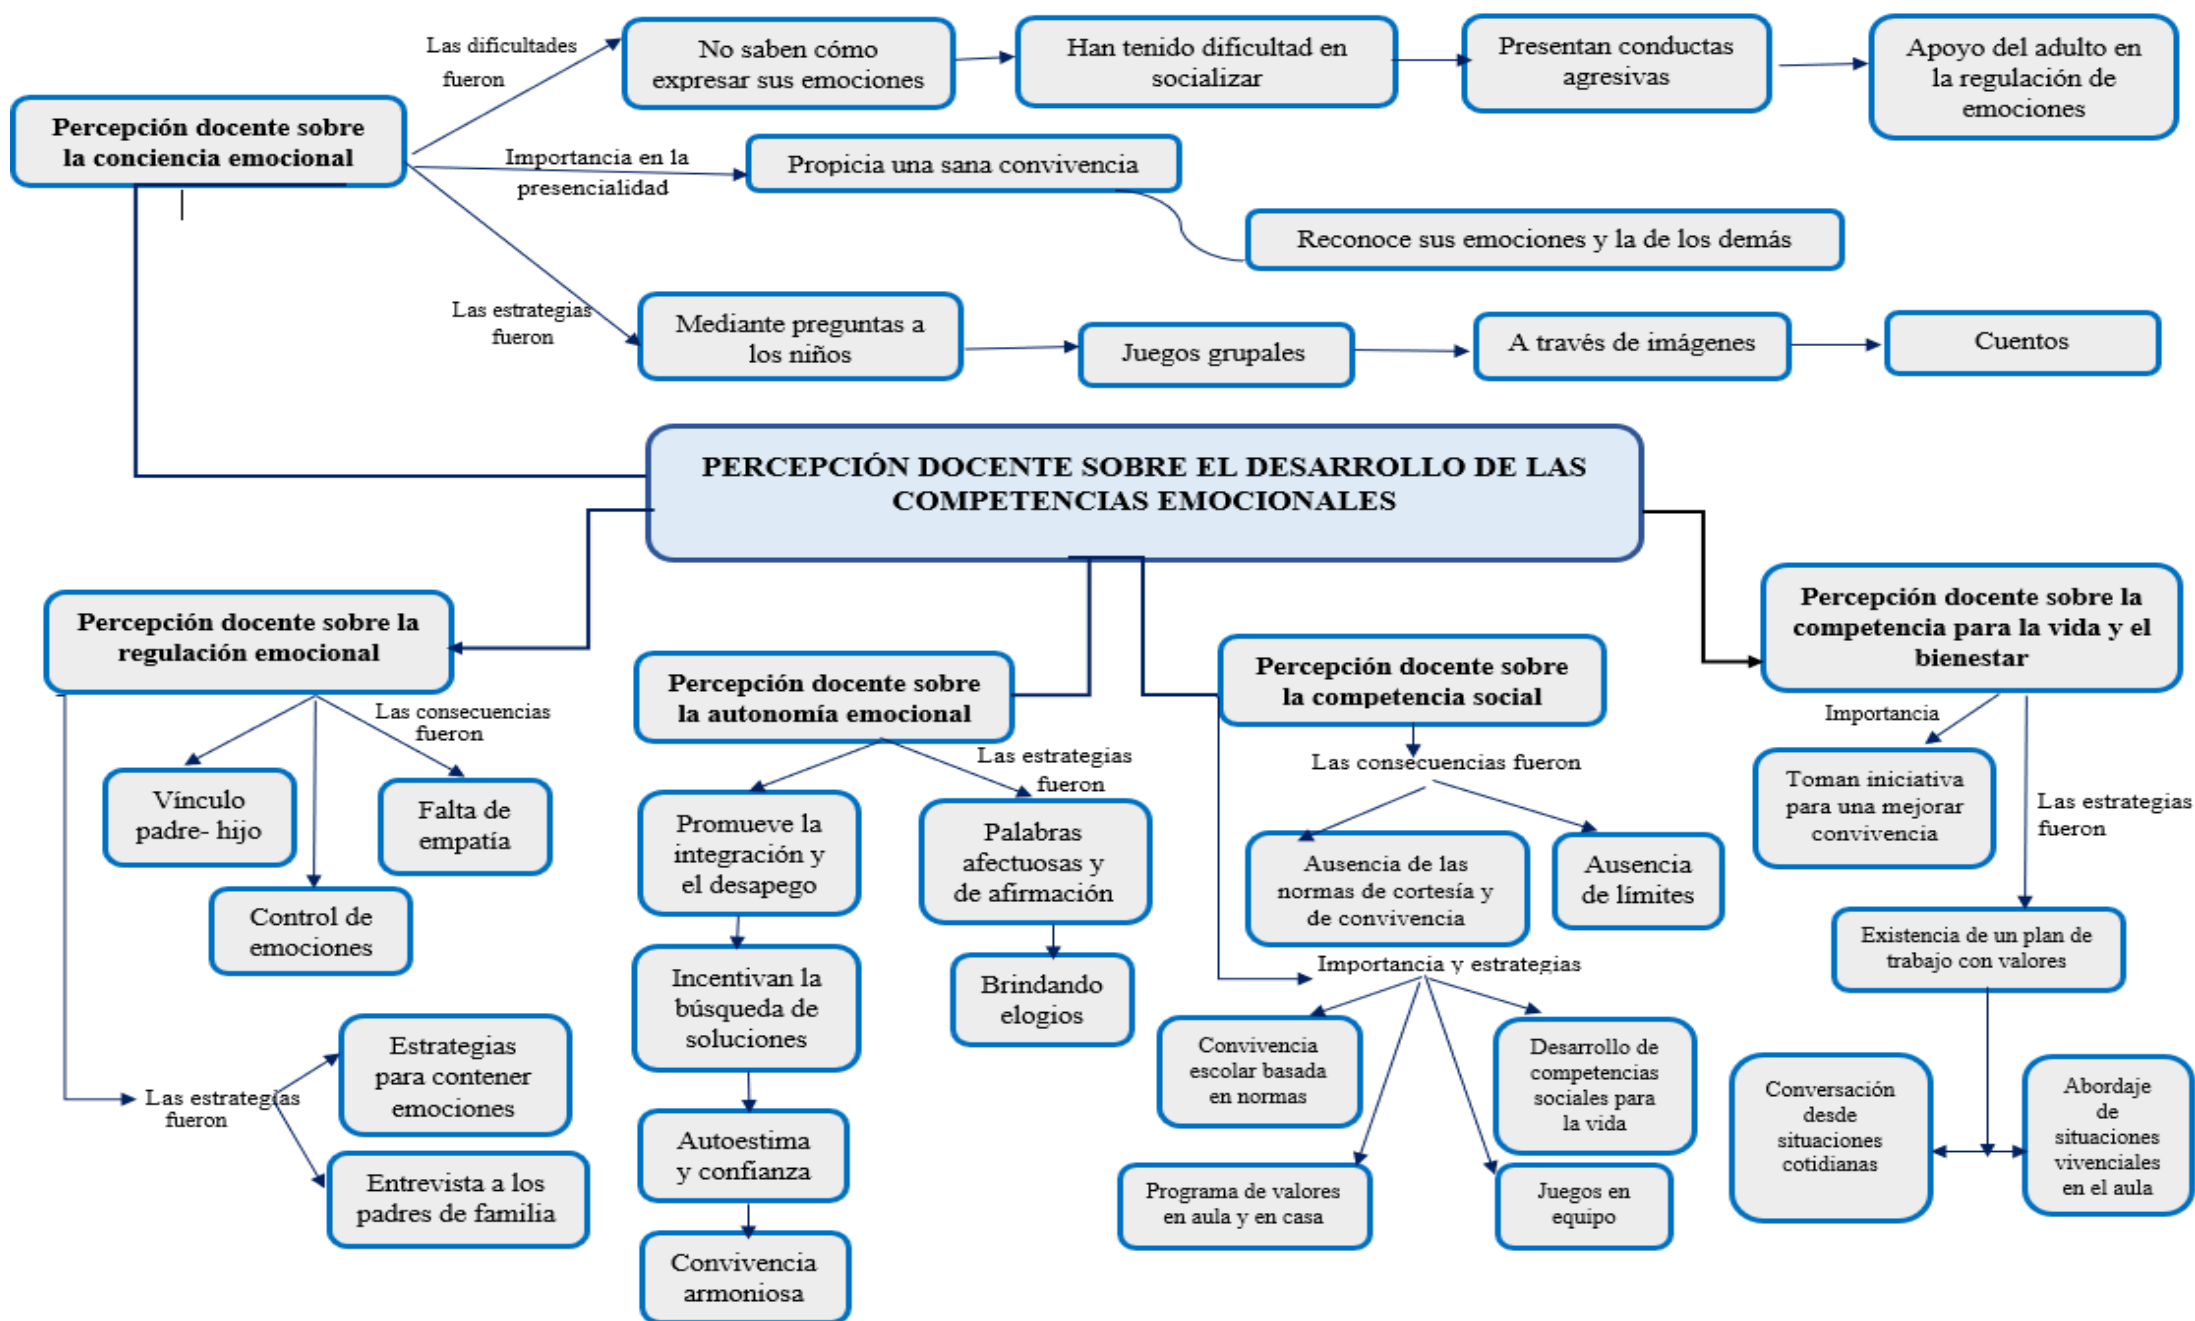 Las dificultades
fueron
No saben cómo
expresar sus emociones
Han tenido dificultad en
socializar
Presentan conductas
agresivas
Apoyo del adulto en
la regulación de
emociones
Percepción docente sobre
la conciencia emocional
Importancia en la
presencialidad
Propicia una sana convivencia
Reconoce sus emociones y la de los demás
Las estrategias
fueron
Mediante preguntas a
los niños
Juegos grupales
A través de imágenes
Cuentos
PERCEPCIÓN DOCENTE SOBRE EL DESARROLLO DE LAS
COMPETENCIAS EMOCIONALES
Percepción docente sobre la
regulación emocional
Las consecuencias
fueron
Vínculo
padre- hijo
Falta de
empatía
Control de
emociones
Las estrategias
fueron
Estrategias
para contener
emociones
Entrevista a los
padres de familia
Percepción docente sobre
la autonomía emocional
Las estrategias
fueron
Promueve la
integración y
el desapego
Palabras
afectuosas y
de afirmación
Incentivan la
búsqueda de
soluciones
Brindando
elogios
Autoestima
y confianza
Convivencia
armoniosa
Percepción docente sobre
la competencia social
Las consecuencias fueron
Ausencia de las
normas de cortesía y
de convivencia
Ausencia
de límites
Importancia y estrategias
Convivencia
escolar basada
en normas
Desarrollo de
competencias
sociales para
la vida
Programa de valores
en aula y en casa
Juegos en
equipo
Percepción docente sobre la
competencia para la vida y el
bienestar
Importancia
Toman iniciativa
para una mejorar
convivencia
Las estrategias
fueron
Existencia de un plan de
trabajo con valores
Conversación
desde
situaciones
cotidianas
Abordaje
de
situaciones
vivenciales
en el aula